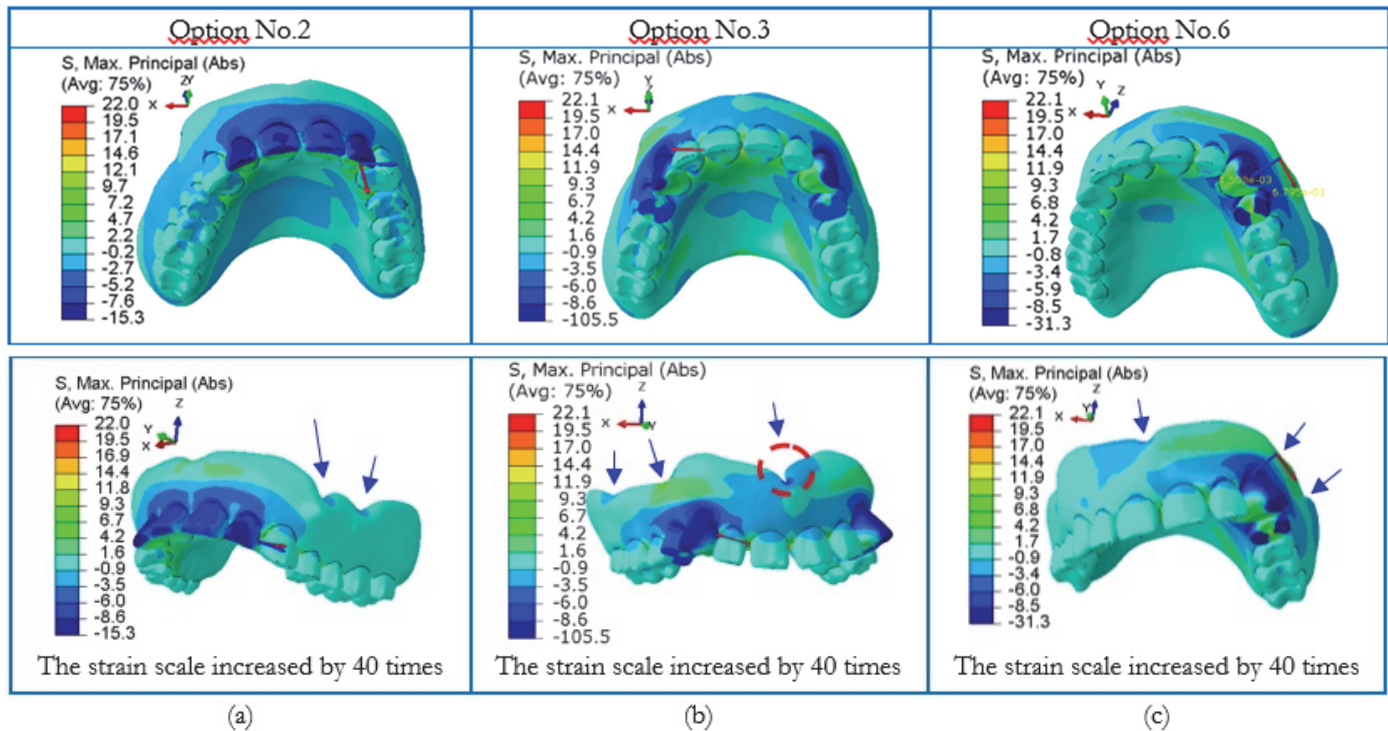 Option No.2
S, Max. Principal (Abs)
(Avg: 75%)
22.0
19.5
17.1
14.6
12.1
9.7
7.2
4.7
2.2
-0.2
-2.7
-5.2
-7.6
-15.3
X
Z
Y
Option No.3
S, Max. Principal (Abs)
(Avg: 75%)
22.1
19.5
17.0
14.4
11.9
9.3
6.8
4.2
1.6
-0.9
-3.5
-6.0
-8.6
-105.5
X
Y
Z
Option No.6
S, Max. Principal (Abs)
(Avg: 75%)
22.1
19.5
17.0
14.4
11.9
9.3
6.8
4.2
1.7
-0.8
-3.4
-5.9
-8.5
-31.3
X
Y
Z
S, Max. Principal (Abs)
(Avg: 75%)
22.0
19.5
16.9
14.4
11.8
9.3
6.7
4.2
1.6
-0.9
-3.5
-6.0
-8.6
-15.3
Z
Y
X
The strain scale increased by 40 times
S, Max. Principal (Abs)
(Avg: 75%)
22.1
19.5
17.0
14.4
11.9
9.3
6.7
4.2
1.6
-0.9
-3.5
-6.0
-8.6
-105.5
Z
X
Y
The strain scale increased by 40 times
S, Max. Principal (Abs)
(Avg: 75%)
22.1
19.5
17.0
14.4
11.9
9.3
6.8
4.2
1.7
-0.9
-3.4
-6.0
-8.5
-31.3
Z
Y
X
The strain scale increased by 40 times
(a)
(b)
(c)